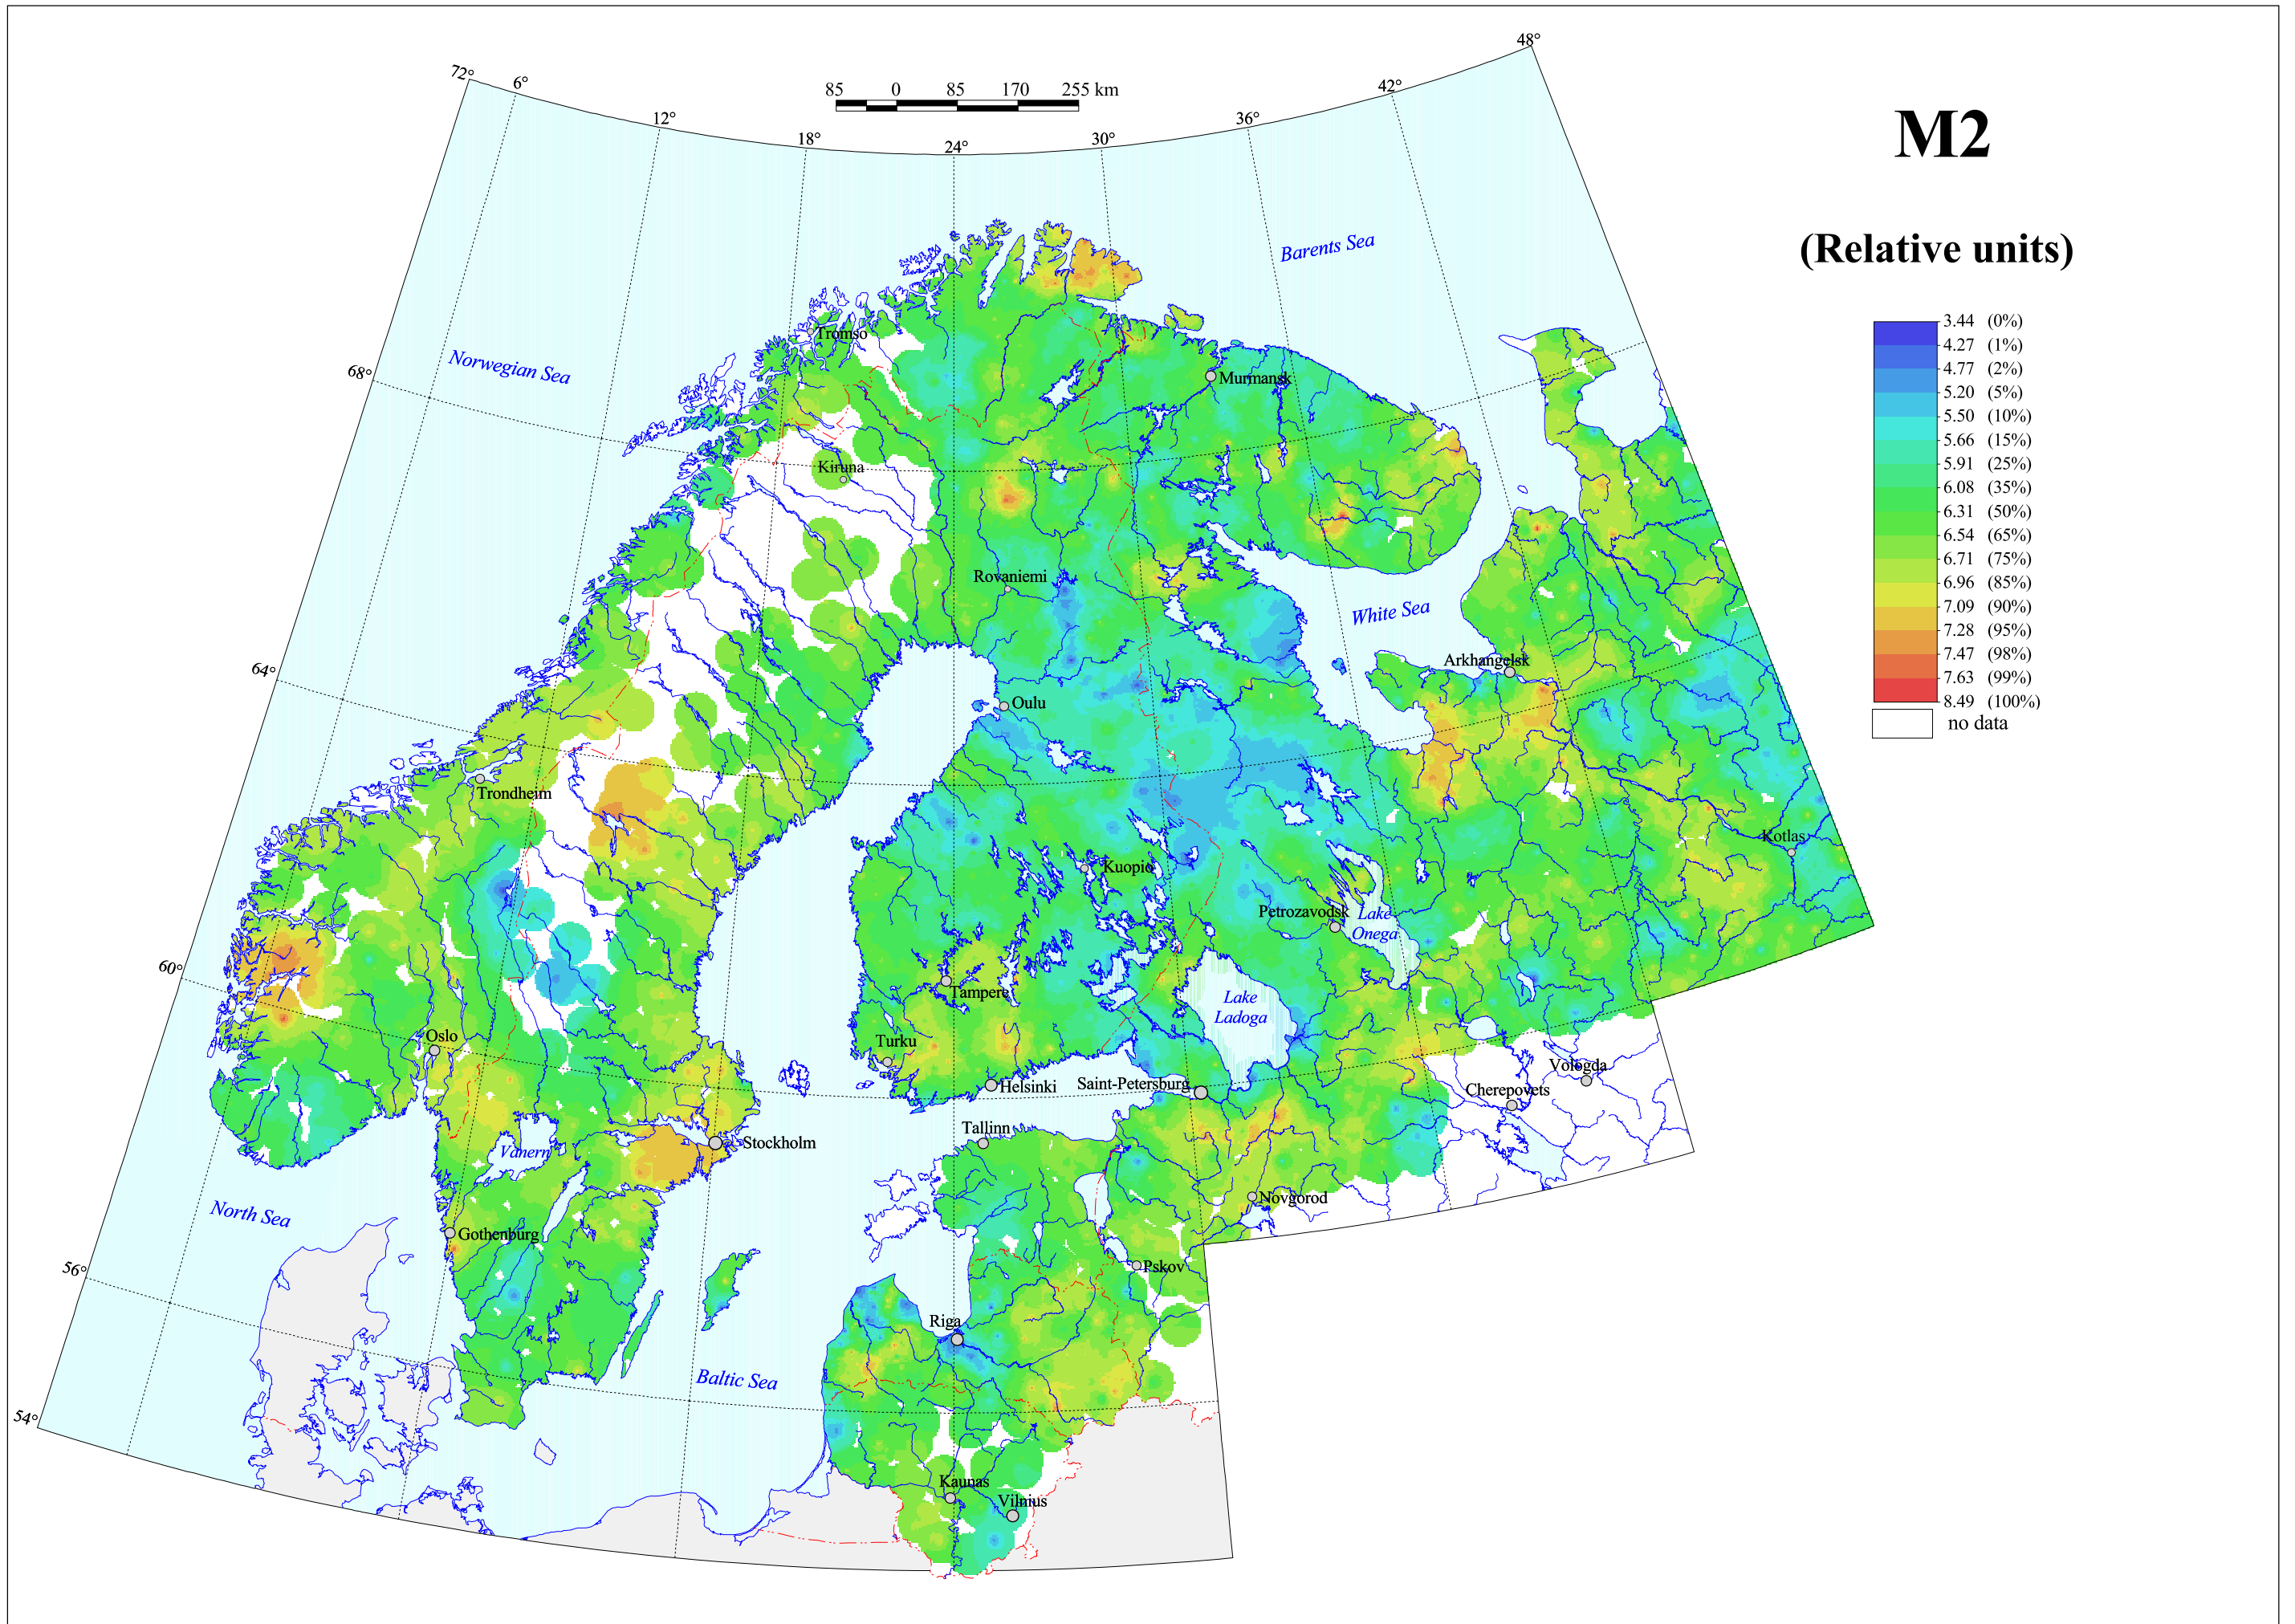 48°
72°
6°
42°
85 0 85 170 255 km
12°
36°
18°
30°
24°
M2
(Relative units)
Barents Sea
3.44 (0%)
4.27 (1%)
4.77 (2%)
5.20 (5%)
5.50 (10%)
5.66 (15%)
5.91 (25%)
6.08 (35%)
6.31 (50%)
6.54 (65%)
6.71 (75%)
6.96 (85%)
7.09 (90%)
7.28 (95%)
7.47 (98%)
7.63 (99%)
8.49 (100%)
no data
Tromso
Norwegian Sea
68°
Murmansk
Kiruna
Rovaniemi
White Sea
64°
Arkhangelsk
Oulu
Trondheim
Kotlas
Kuopio
Petrozavodsk
Lake
Onega
60°
Tampere
Lake
Ladoga
Oslo
Turku
Helsinki
Saint-Petersburg
Vologda
Cherepovets
Tallinn
Stockholm
Vanern
Novgorod
North Sea
Gothenburg
Pskov
56°
Riga
Baltic Sea
54°
Kaunas
Vilnius